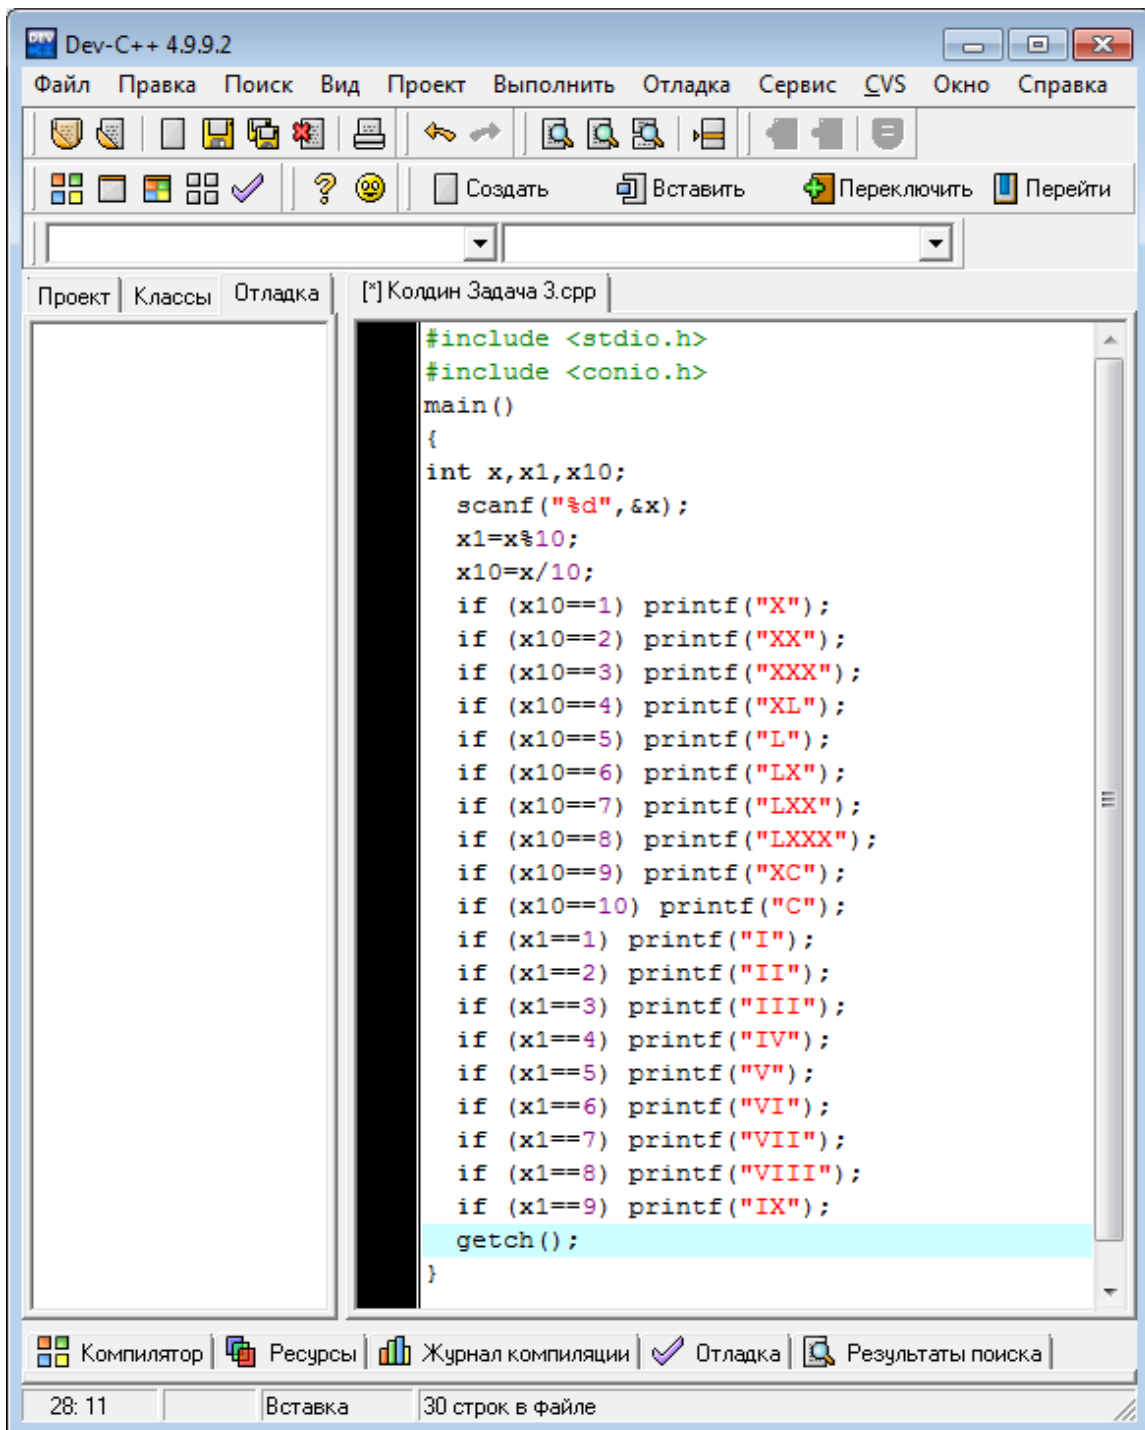 Dev-C++ 4.9.9.2
Файл Правка Поиск Вид Проект Выполнить Отладка Сервис CVS Окно Справка
Создать Вставить Переключить Перейти
Проект Классы Отладка [*] Колдин Задача 3.cpp
#include <stdio.h>
#include <conio.h>
main()
{
int x,x1,x10;
scanf("%d",&x);
x1=x%10;
x10=x/10;
if (x10==1) printf("X");
if (x10==2) printf("XX");
if (x10==3) printf("XXX");
if (x10==4) printf("XL");
if (x10==5) printf("L");
if (x10==6) printf("LX");
if (x10==7) printf("LXX");
if (x10==8) printf("LXXX");
if (x10==9) printf("XC");
if (x10==10) printf("C");
if (x1==1) printf("I");
if (x1==2) printf("II");
if (x1==3) printf("III");
if (x1==4) printf("IV");
if (x1==5) printf("V");
if (x1==6) printf("VI");
if (x1==7) printf("VII");
if (x1==8) printf("VIII");
if (x1==9) printf("IX");
getch();
}
Компилятор Ресурсы Журнал компиляции Отладка Результаты поиска
28: 11 Вставка 30 строк в файле